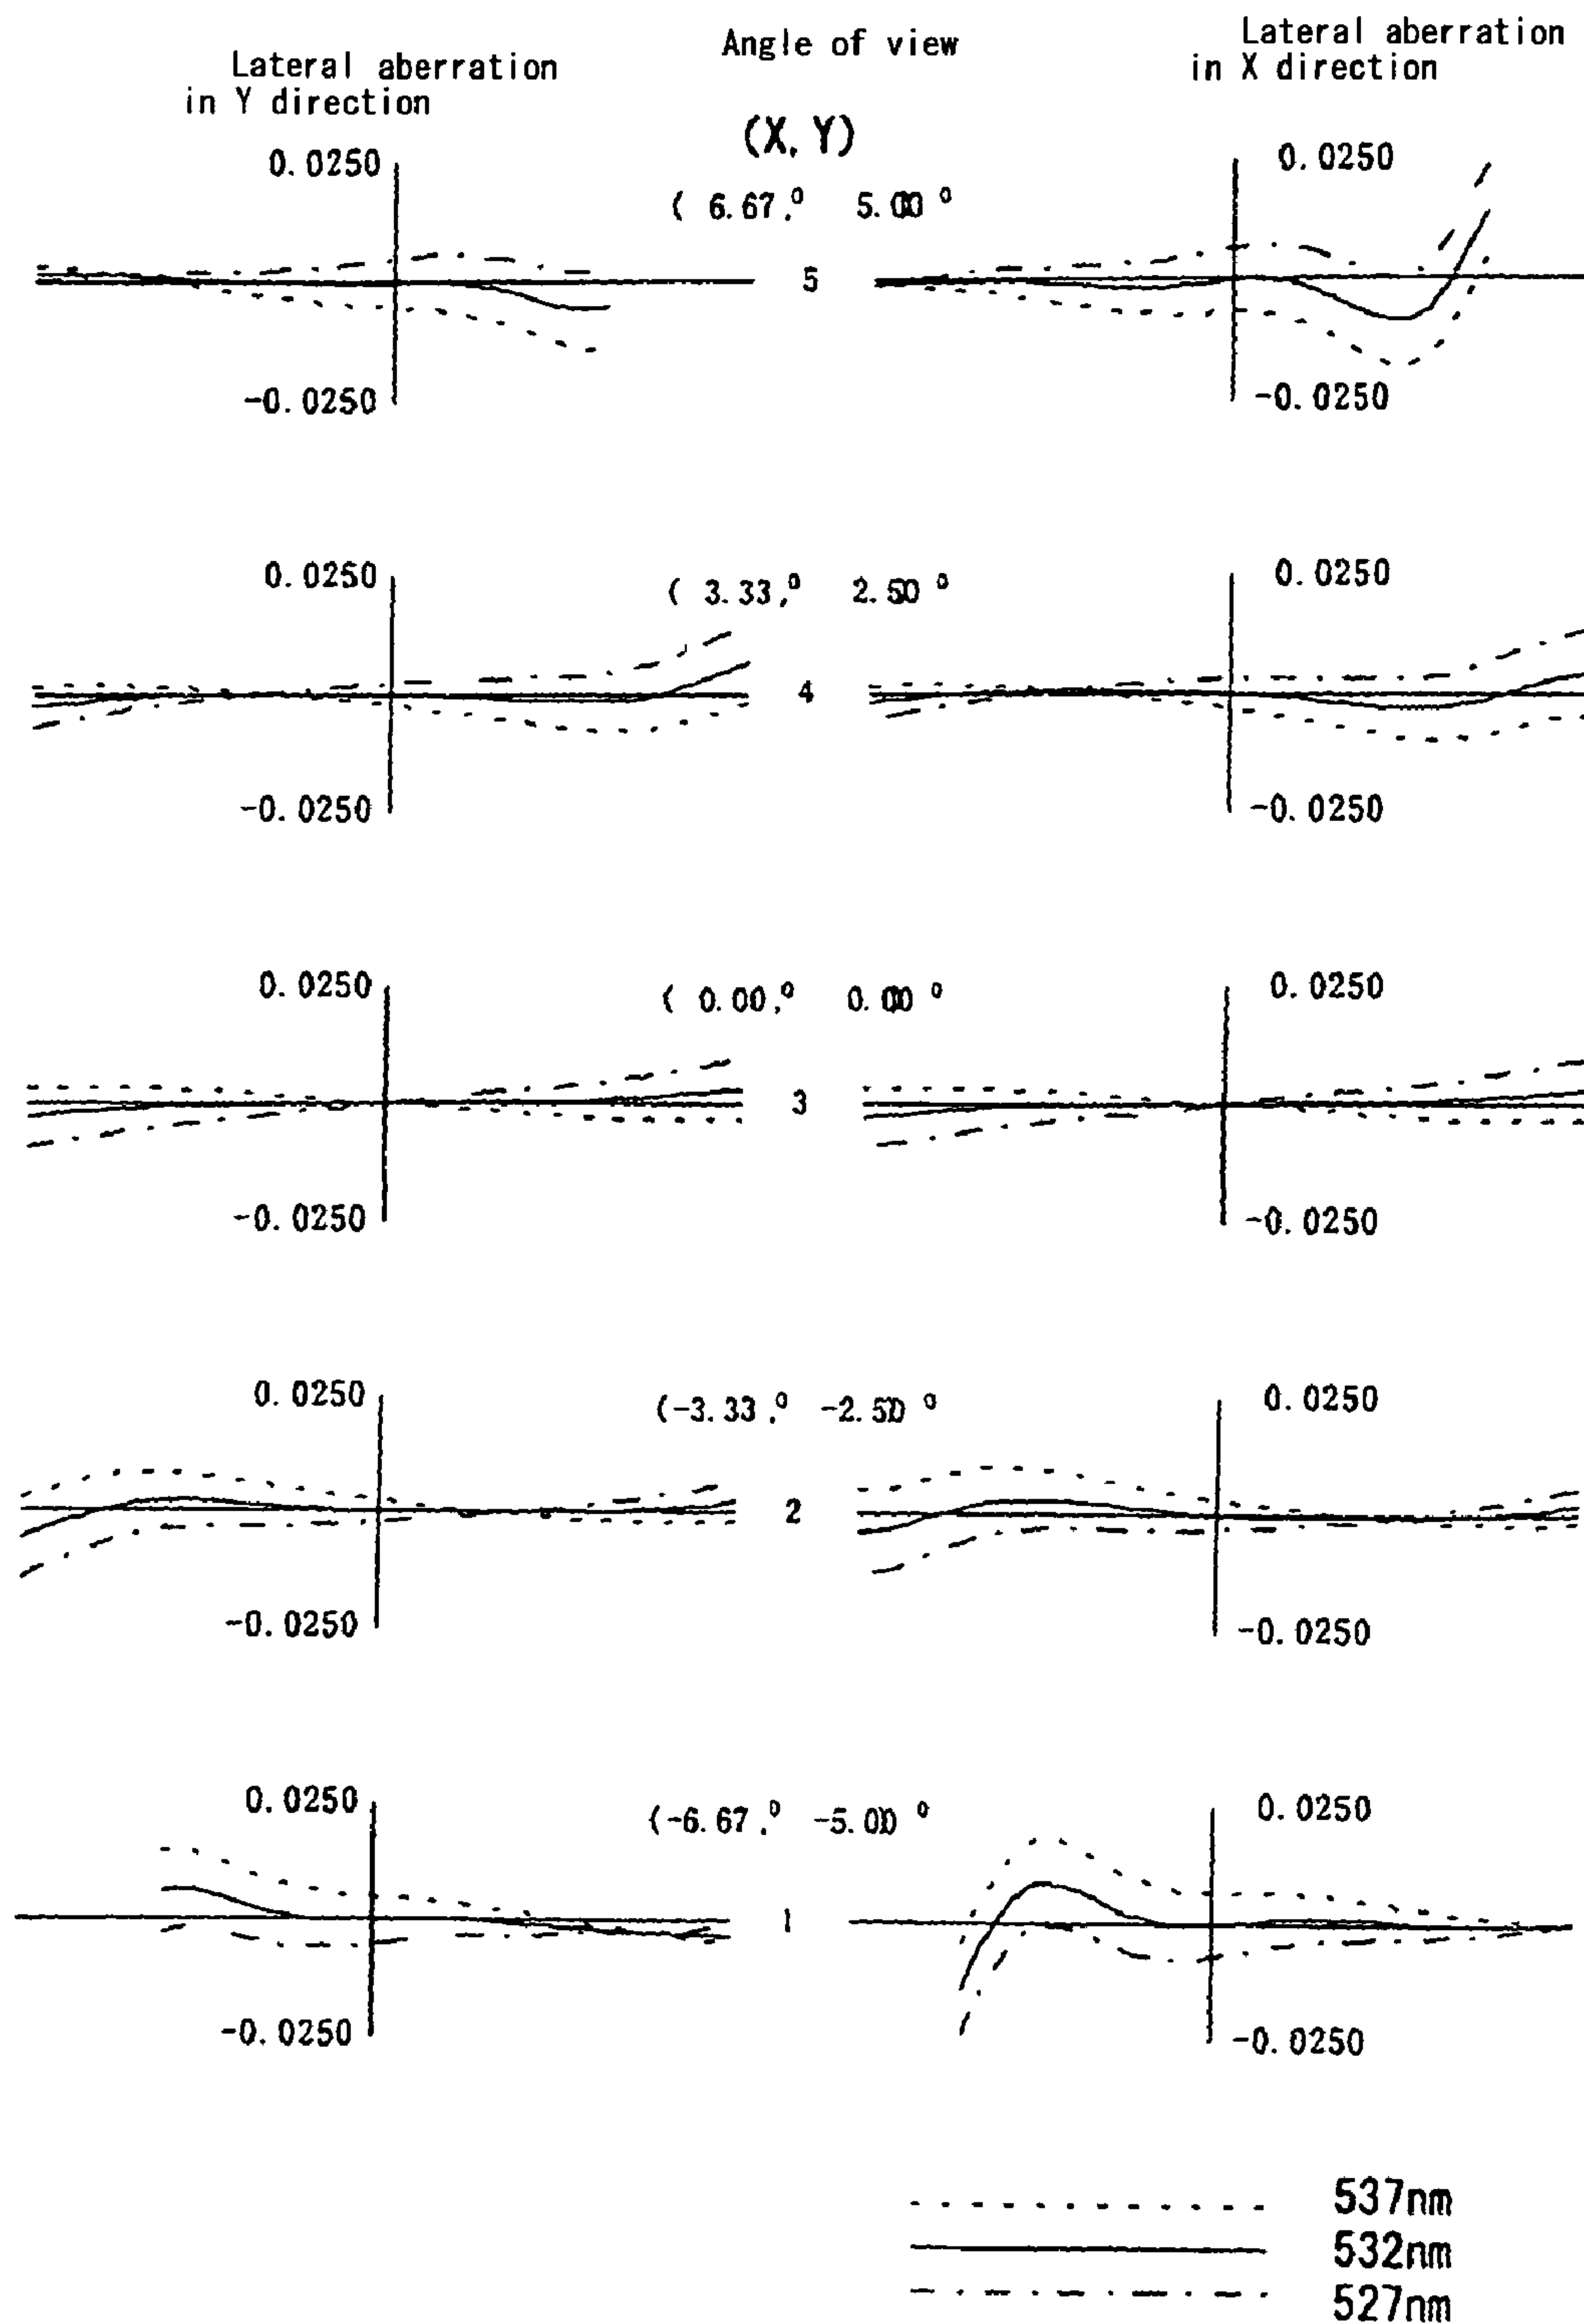 Lateral aberration
in Y direction
Angle of view
Lateral aberration
in X direction
(X, Y)
0.0250
( 6.67,° 5.00 °
0.0250
5
-0.0250
-0.0250
0.0250
( 3.33,° 2.50 °
0.0250
4
-0.0250
-0.0250
0.0250
( 0.00,° 0.00 °
0.0250
3
-0.0250
-0.0250
0.0250
(-3.33,° -2.50 °
0.0250
2
-0.0250
-0.0250
0.0250
(-6.67,° -5.00 °
0.0250
1
-0.0250
-0.0250
537nm
532nm
527nm